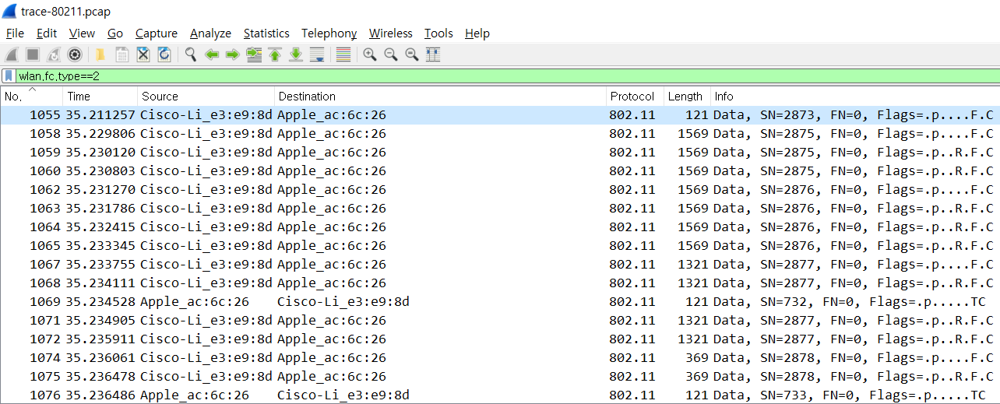 trace-80211.pcap
File Edit View Go Capture Analyze Statistics Telephony Wireless Tools Help
wlan.fc.type==2
No. Time Source Destination Protocol Length Info
1055 35.211257 Cisco-Li_e3:e9:8d Apple_ac:6c:26 802.11 121 Data, SN=2873, FN=0, Flags=.p....F.C
1058 35.229806 Cisco-Li_e3:e9:8d Apple_ac:6c:26 802.11 1569 Data, SN=2875, FN=0, Flags=.p....F.C
1059 35.230120 Cisco-Li_e3:e9:8d Apple_ac:6c:26 802.11 1569 Data, SN=2875, FN=0, Flags=.p..R.F.C
1060 35.230803 Cisco-Li_e3:e9:8d Apple_ac:6c:26 802.11 1569 Data, SN=2875, FN=0, Flags=.p..R.F.C
1062 35.231270 Cisco-Li_e3:e9:8d Apple_ac:6c:26 802.11 1569 Data, SN=2876, FN=0, Flags=.p....F.C
1063 35.231786 Cisco-Li_e3:e9:8d Apple_ac:6c:26 802.11 1569 Data, SN=2876, FN=0, Flags=.p..R.F.C
1064 35.232415 Cisco-Li_e3:e9:8d Apple_ac:6c:26 802.11 1569 Data, SN=2876, FN=0, Flags=.p..R.F.C
1065 35.233345 Cisco-Li_e3:e9:8d Apple_ac:6c:26 802.11 1569 Data, SN=2876, FN=0, Flags=.p..R.F.C
1067 35.233755 Cisco-Li_e3:e9:8d Apple_ac:6c:26 802.11 1321 Data, SN=2877, FN=0, Flags=.p....F.C
1068 35.234111 Cisco-Li_e3:e9:8d Apple_ac:6c:26 802.11 1321 Data, SN=2877, FN=0, Flags=.p..R.F.C
1069 35.234528 Apple_ac:6c:26 Cisco-Li_e3:e9:8d 802.11 121 Data, SN=732, FN=0, Flags=.p.....TC
1071 35.234905 Cisco-Li_e3:e9:8d Apple_ac:6c:26 802.11 1321 Data, SN=2877, FN=0, Flags=.p..R.F.C
1072 35.235911 Cisco-Li_e3:e9:8d Apple_ac:6c:26 802.11 1321 Data, SN=2877, FN=0, Flags=.p..R.F.C
1074 35.236061 Cisco-Li_e3:e9:8d Apple_ac:6c:26 802.11 369 Data, SN=2878, FN=0, Flags=.p....F.C
1075 35.236478 Cisco-Li_e3:e9:8d Apple_ac:6c:26 802.11 369 Data, SN=2878, FN=0, Flags=.p..R.F.C
1076 35.236486 Apple_ac:6c:26 Cisco-Li_e3:e9:8d 802.11 121 Data, SN=733, FN=0, Flags=.p.....TC